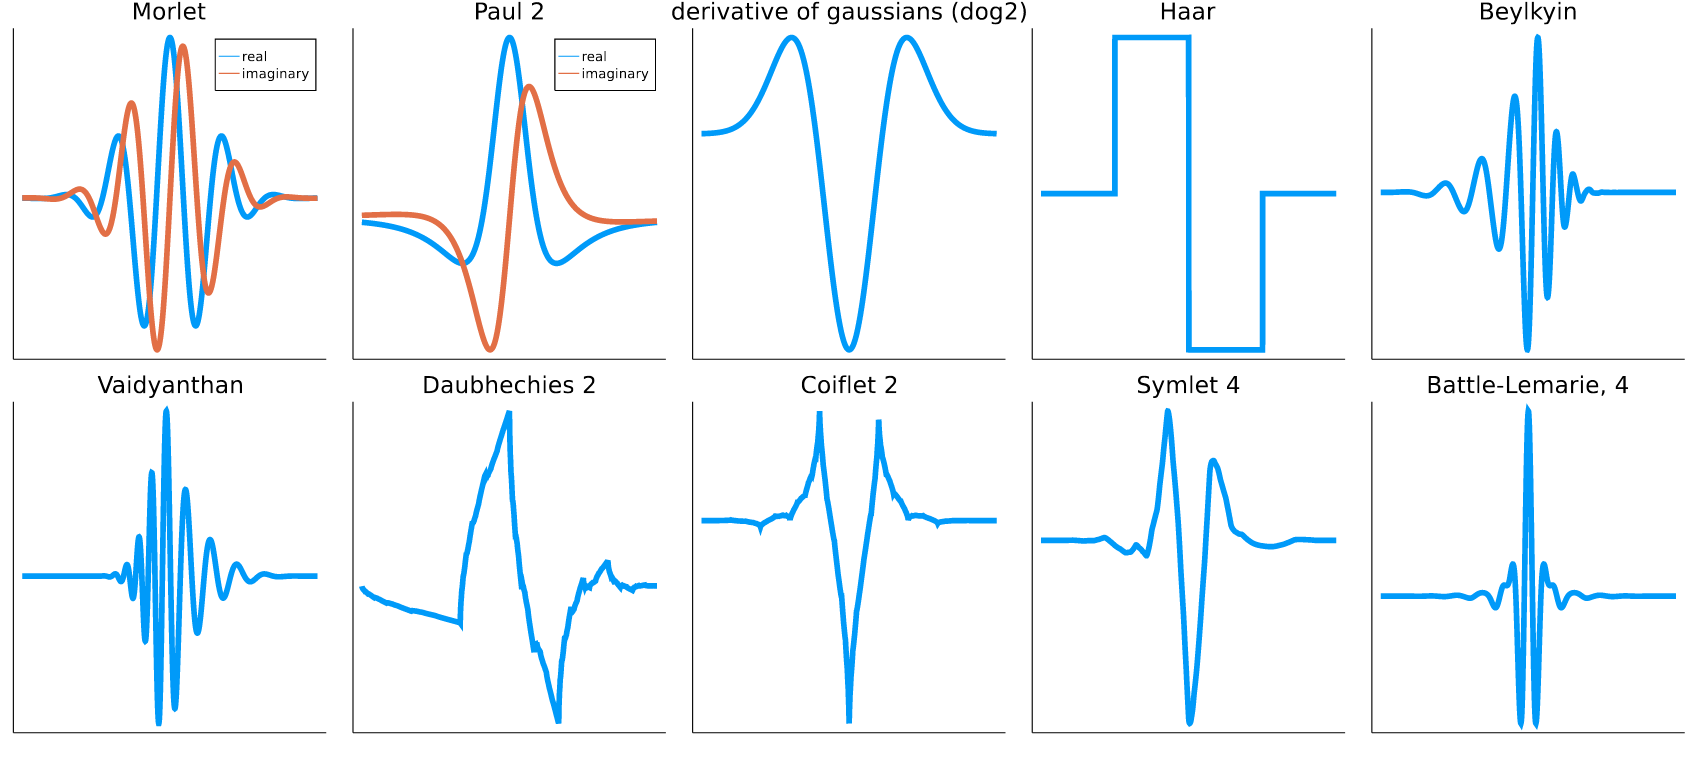 Morlet
real
imaginary
Paul 2
real
imaginary
derivative of gaussians (dog2)
Haar
Beylkyin
Vaidyanthan
Daubhechies 2
Coiflet 2
Symlet 4
Battle-Lemarie, 4